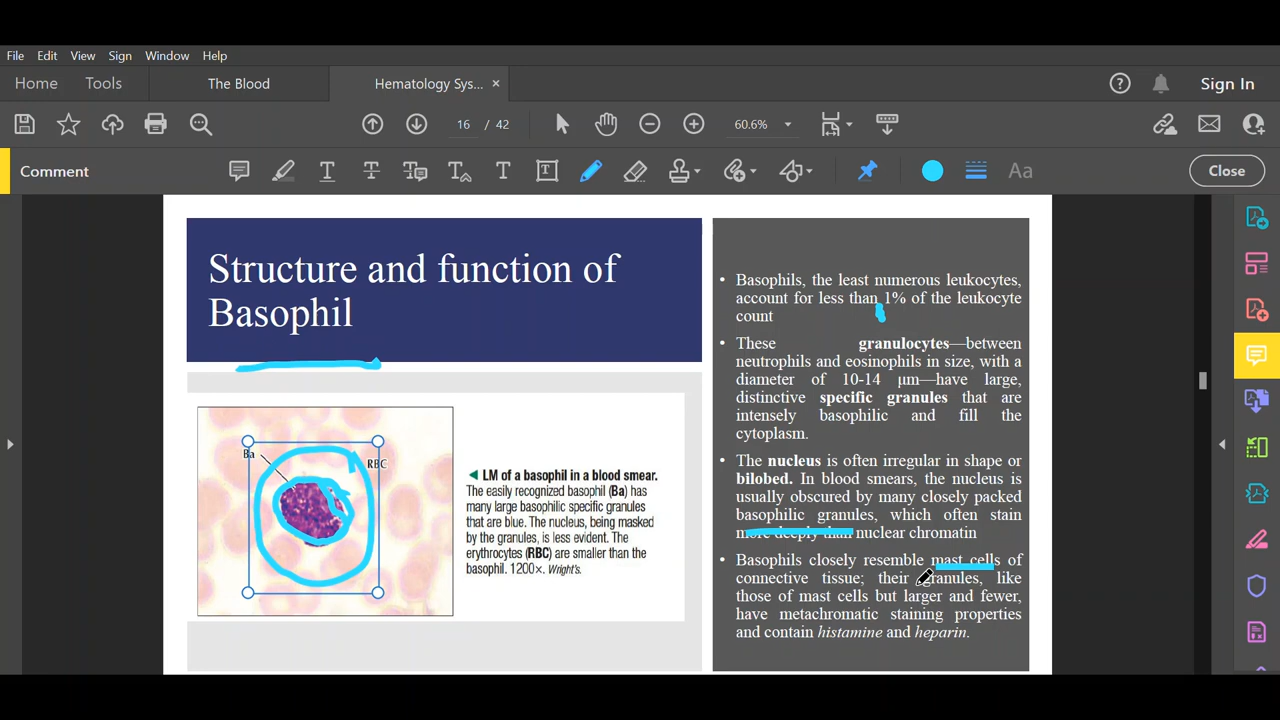 File Edit View Sign Window Help
Home Tools The Blood Hematology Sys... × ? Sign In
16 / 42 60.6%
Comment T T T T T T Aa Close
Structure and function of
Basophil
Ba
RBC
◄ LM of a basophil in a blood smear.
The easily recognized basophil (Ba) has
many large basophilic specific granules
that are blue. The nucleus, being masked
by the granules, is less evident. The
erythrocytes (RBC) are smaller than the
basophil. 1200×. Wright's.
• Basophils, the least numerous leukocytes,
account for less than 1% of the leukocyte
count
• These granulocytes—between
neutrophils and eosinophils in size, with a
diameter of 10-14 µm—have large,
distinctive specific granules that are
intensely basophilic and fill the
cytoplasm.
• The nucleus is often irregular in shape or
bilobed. In blood smears, the nucleus is
usually obscured by many closely packed
basophilic granules, which often stain
more deeply than nuclear chromatin
• Basophils closely resemble mast cells of
connective tissue; their granules, like
those of mast cells but larger and fewer,
have metachromatic staining properties
and contain histamine and heparin.